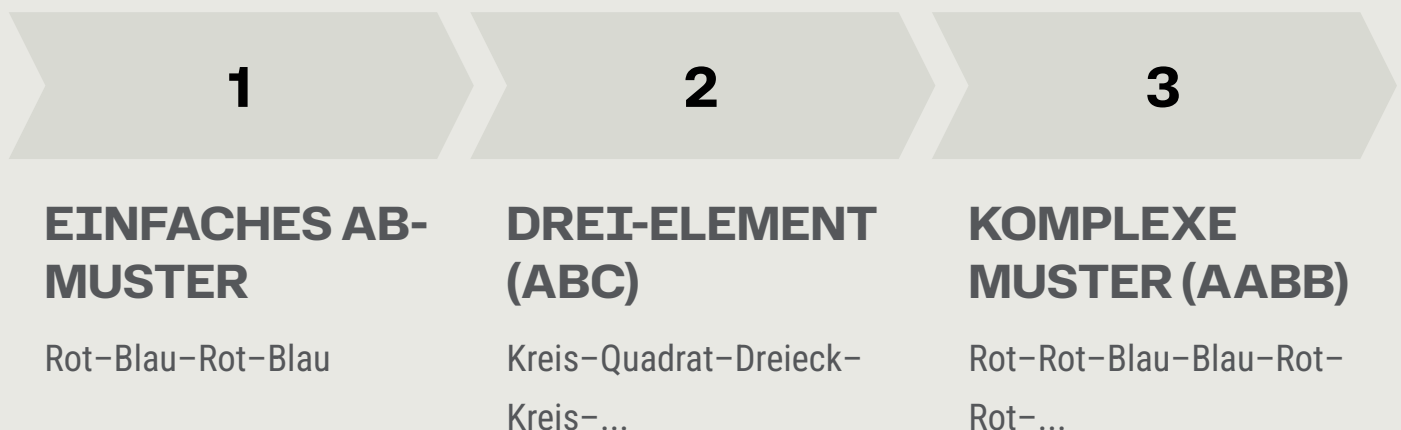 1
2
3
EINFACHES AB-
MUSTER
Rot–Blau–Rot–Blau
DREI-ELEMENT
(ABC)
Kreis–Quadrat–Dreieck–
Kreis–...
KOMPLEXE
MUSTER (AABB)
Rot–Rot–Blau–Blau–Rot–
Rot–...